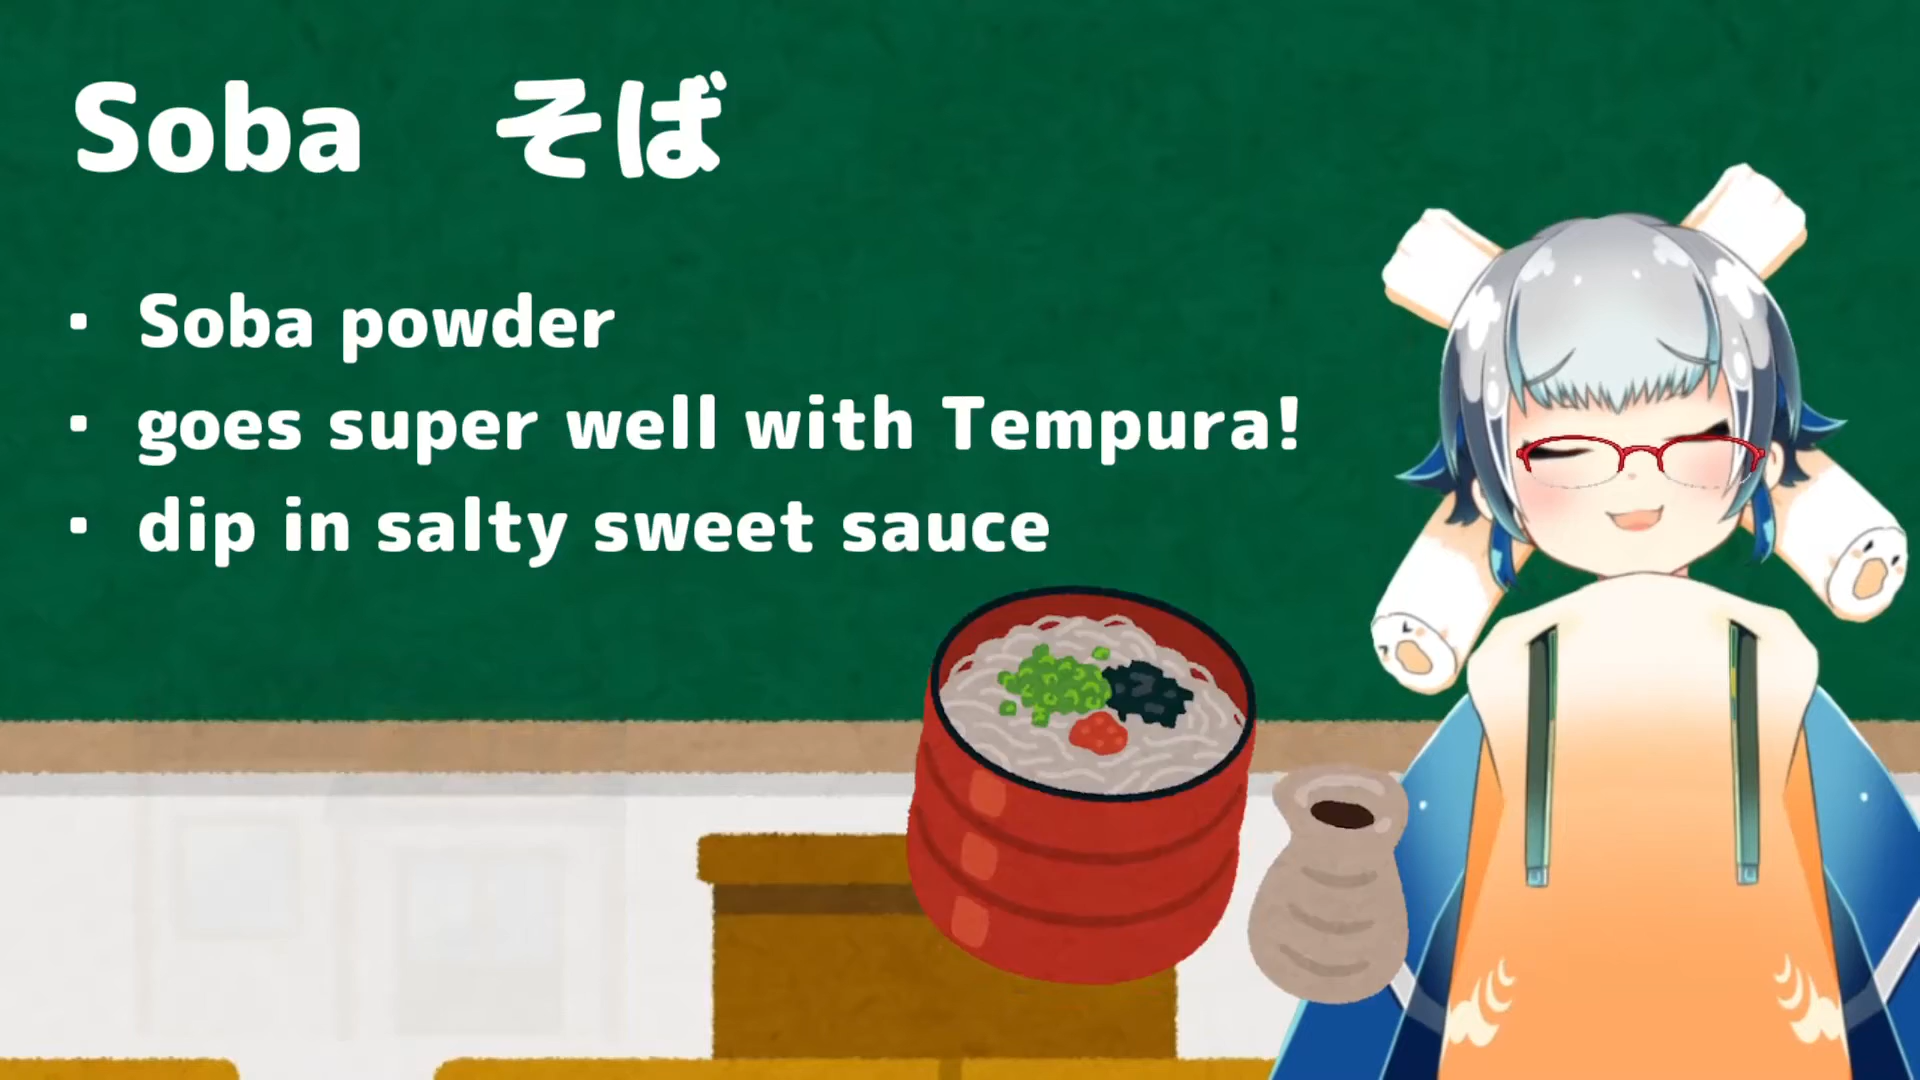 Soba　そば
・ Soba powder
・ goes super well with Tempura!
・ dip in salty sweet sauce